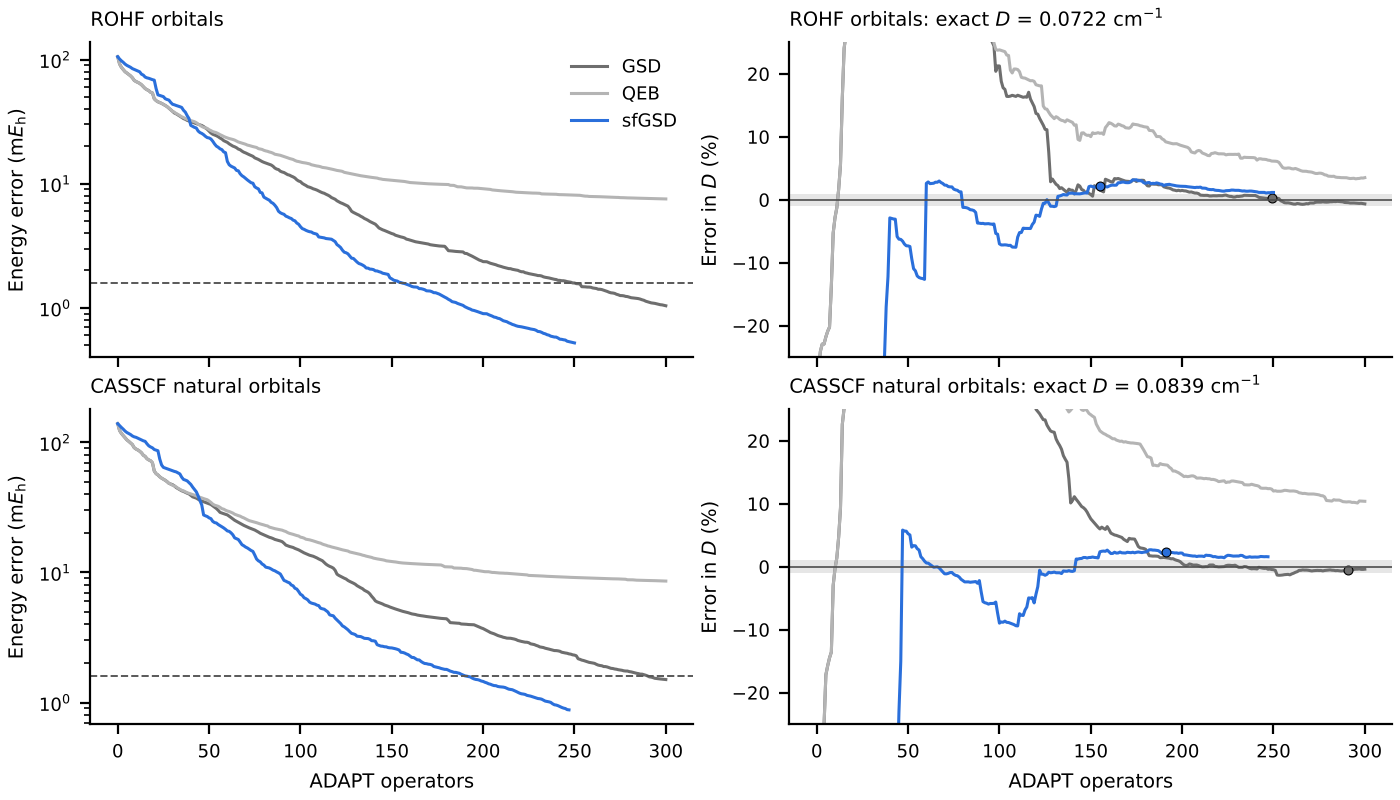 ROHF orbitals
Energy error (mEh)
10²
10¹
10⁰
GSD
QEB
sfGSD
ROHF orbitals: exact D = 0.0722 cm⁻¹
Error in D (%)
20
10
0
−10
−20
CASSCF natural orbitals
Energy error (mEh)
10²
10¹
10⁰
0 50 100 150 200 250 300
ADAPT operators
CASSCF natural orbitals: exact D = 0.0839 cm⁻¹
Error in D (%)
20
10
0
−10
−20
0 50 100 150 200 250 300
ADAPT operators